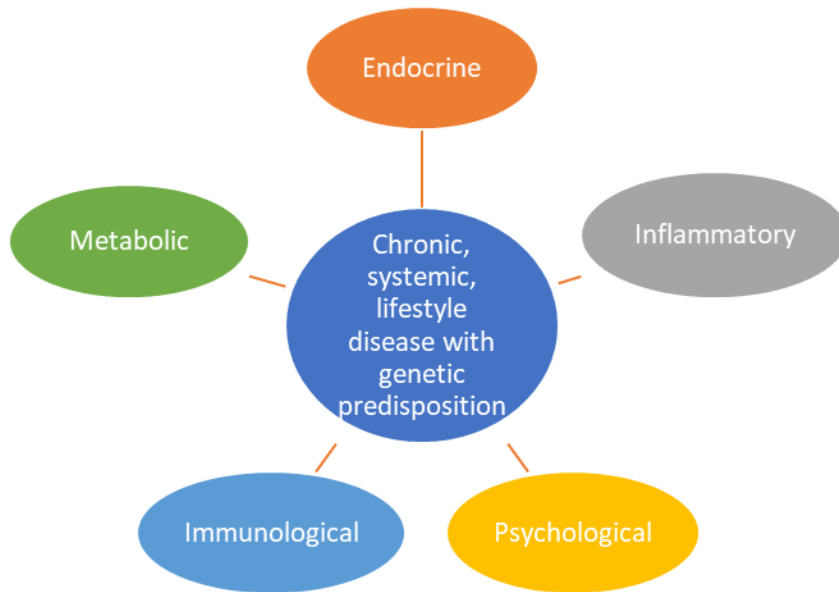 Endocrine
Metabolic
Inflammatory
Chronic,
systemic,
lifestyle
disease with
genetic
predisposition
Immunological
Psychological